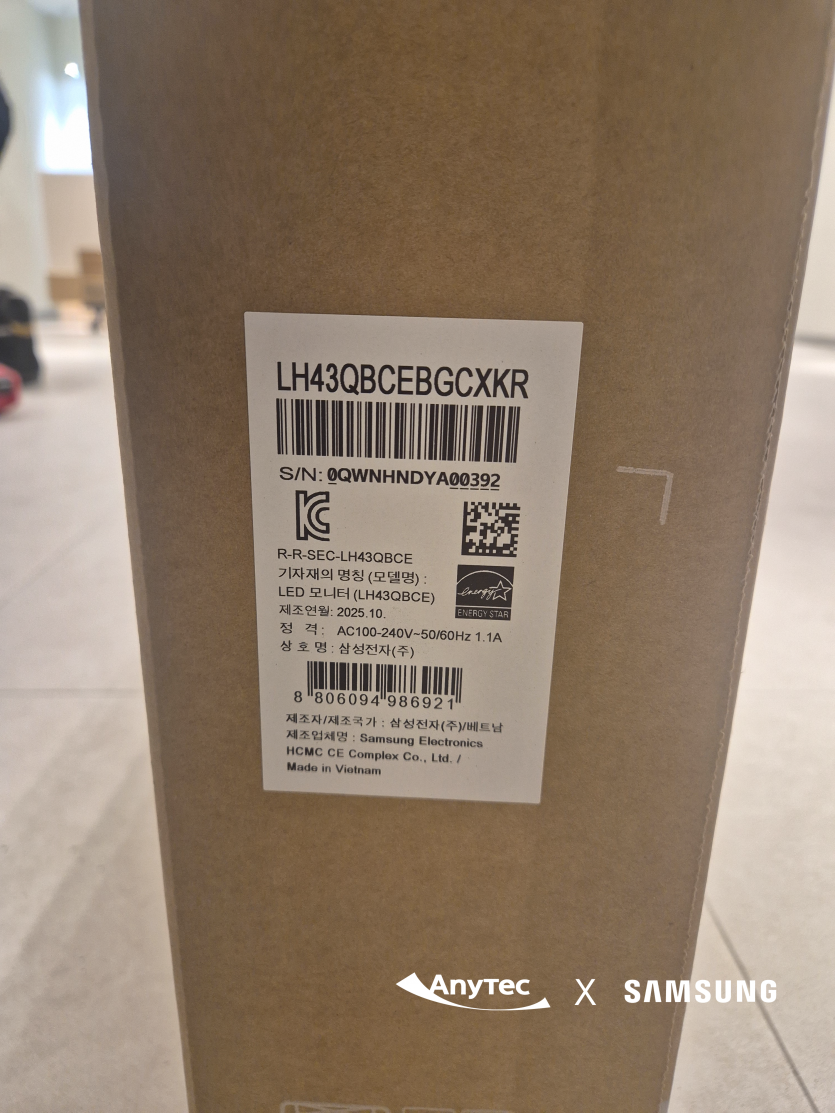 LH43QBCEBGCXKR
S/N: 0QWNHNDYA00392
R-R-SEC-LH43QBCE
기자재의 명칭 (모델명) :
LED 모니터 (LH43QBCE)
제조연월: 2025.10.
정 격 : AC100-240V~50/60Hz 1.1A
상 호 명 : 삼성전자(주)
energy
ENERGY STAR
8 806094 986921
제조자/제조국가 : 삼성전자(주)/베트남
제조업체명 : Samsung Electronics
HCMC CE Complex Co., Ltd. /
Made in Vietnam
AnyTec X SAMSUNG